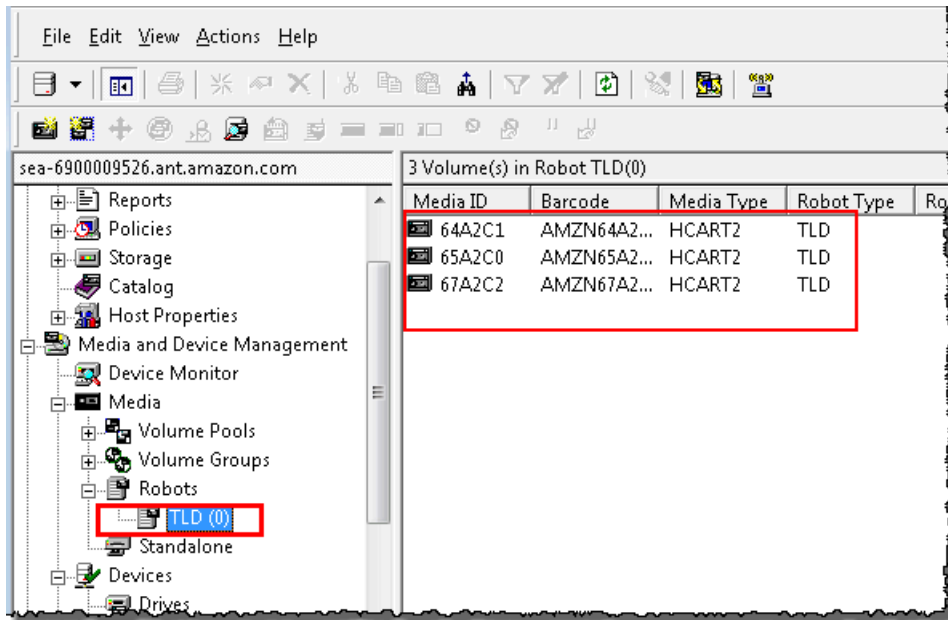 File Edit View Actions Help
sea-6900009526.ant.amazon.com
Reports
Policies
Storage
Catalog
Host Properties
Media and Device Management
Device Monitor
Media
Volume Pools
Volume Groups
Robots
TLD (0)
Standalone
Devices
Drives
3 Volume(s) in Robot TLD(0)
Media ID Barcode Media Type Robot Type Ro
64A2C1 AMZN64A2... HCART2 TLD
65A2C0 AMZN65A2... HCART2 TLD
67A2C2 AMZN67A2... HCART2 TLD